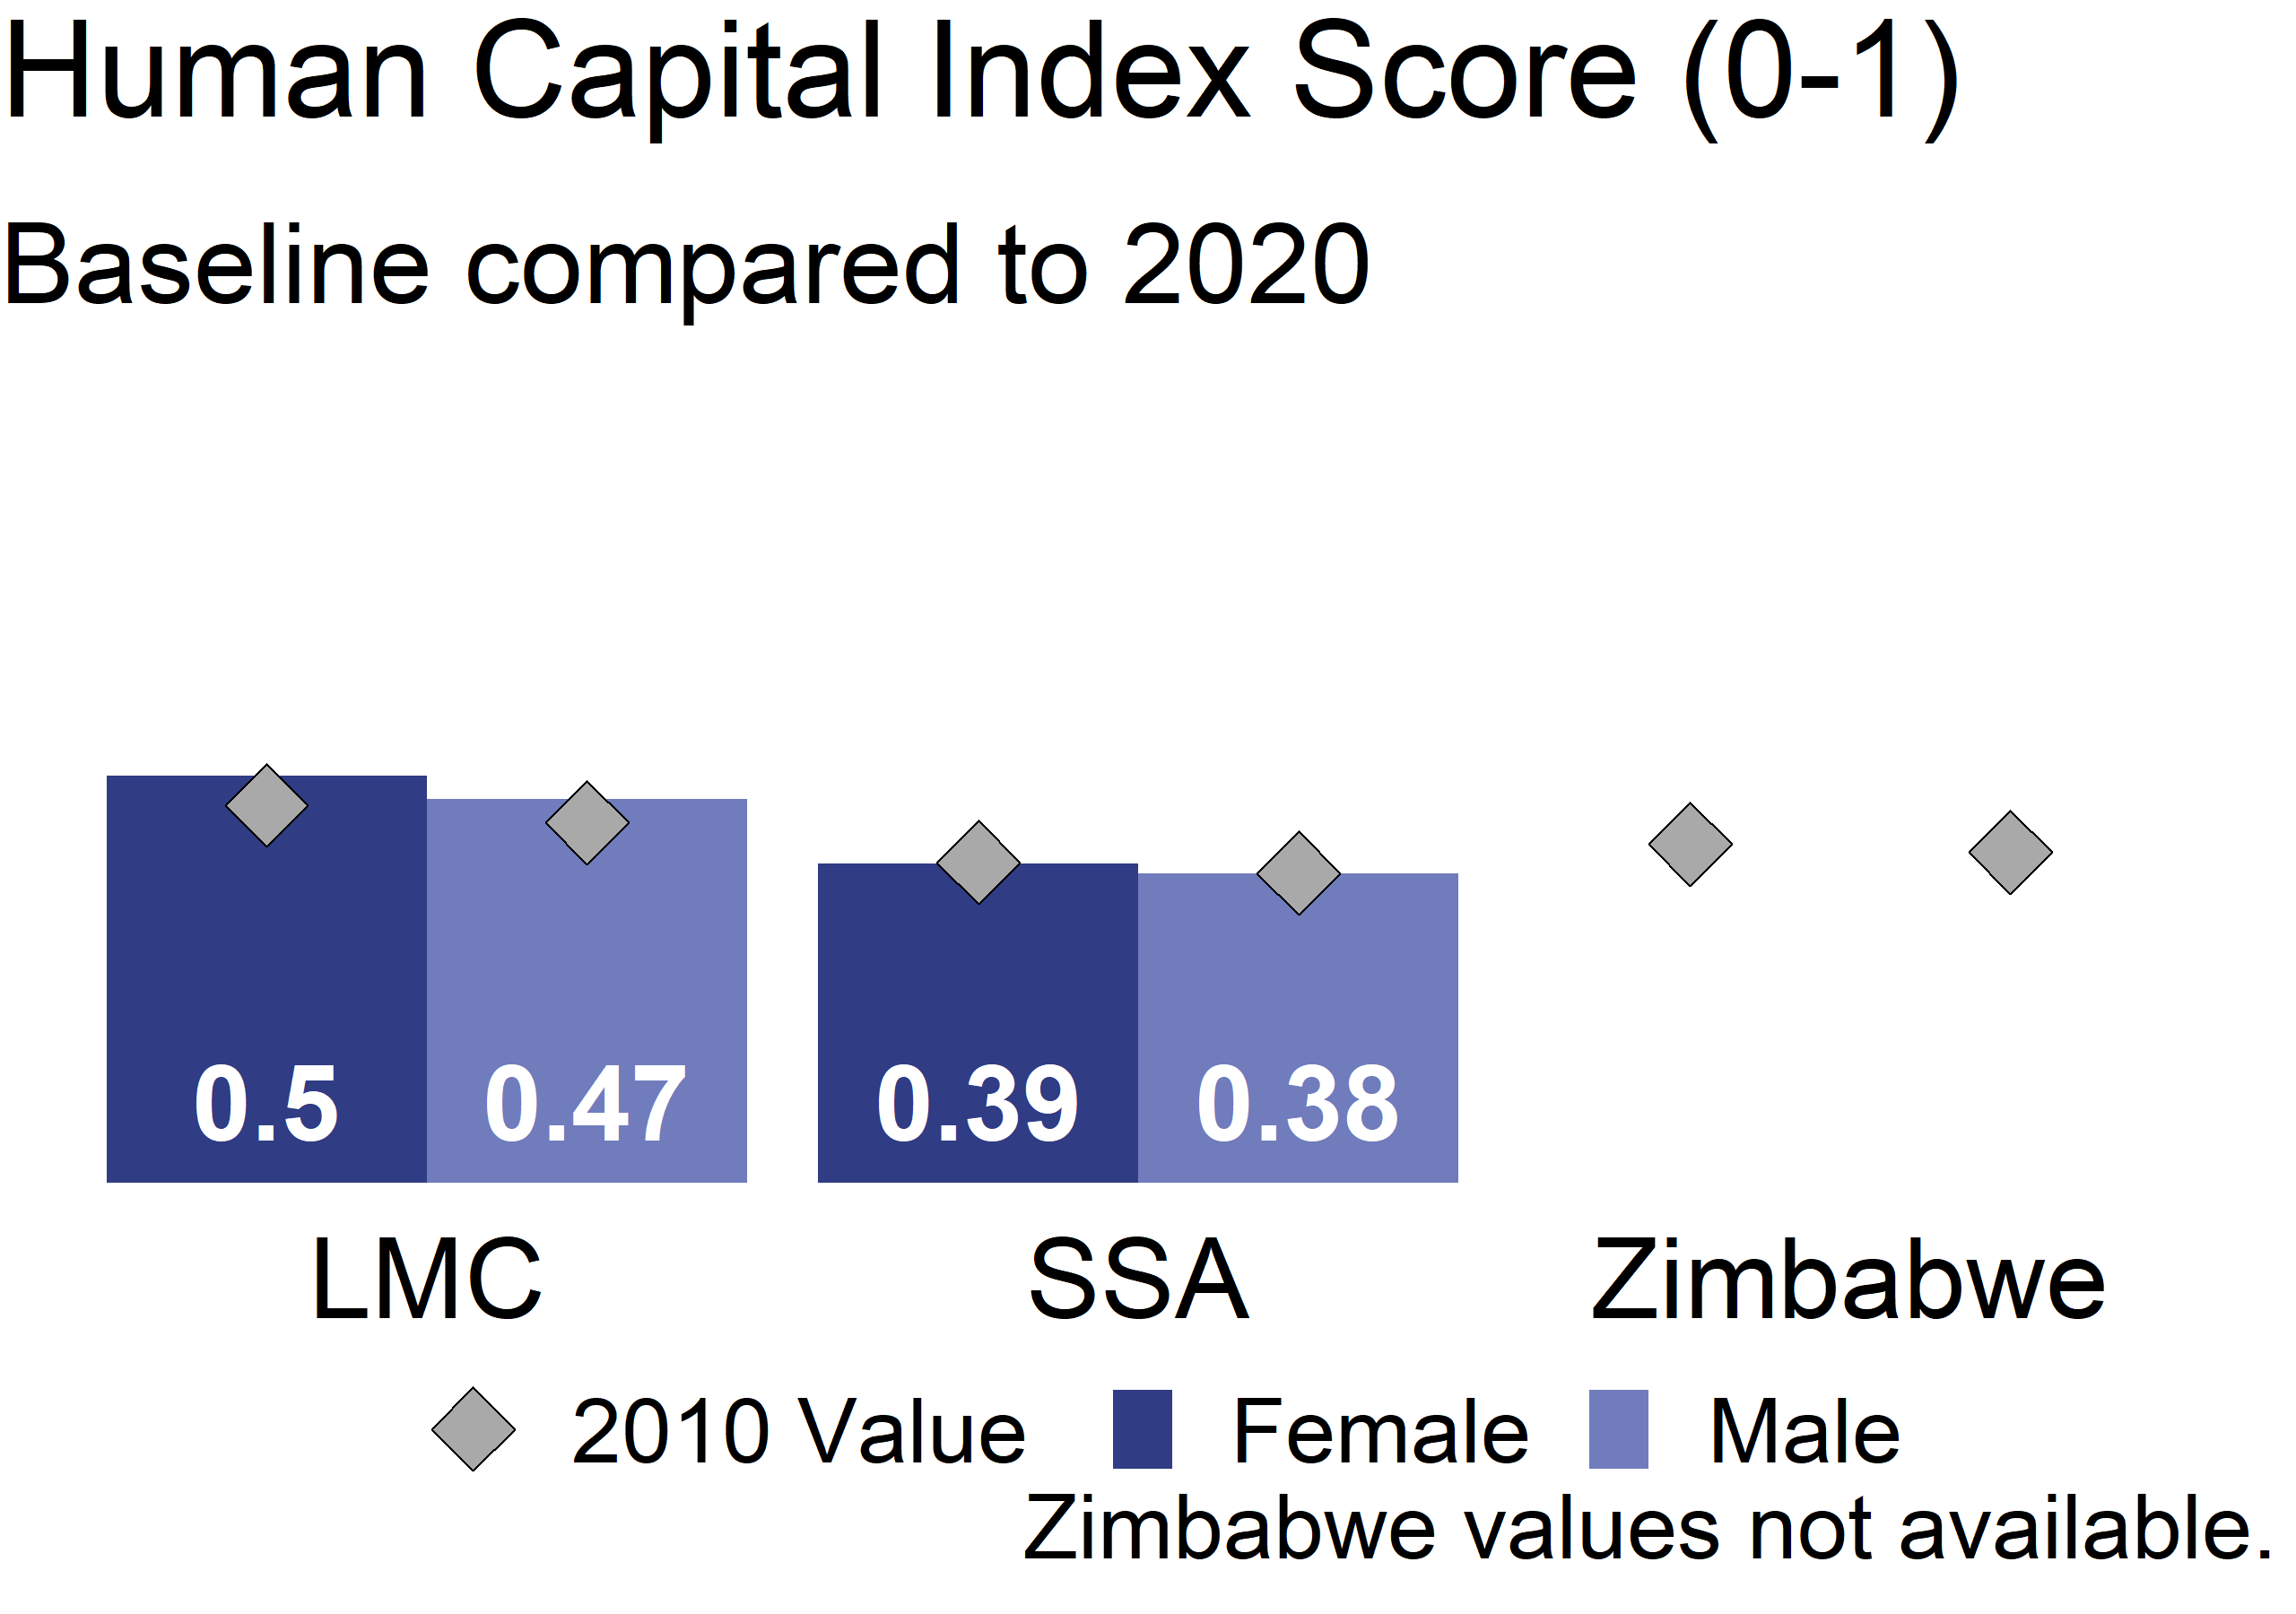 Human Capital Index Score (0-1)
Baseline compared to 2020
0.5 0.47 0.39 0.38
LMC SSA Zimbabwe
2010 Value Female Male
Zimbabwe values not available.